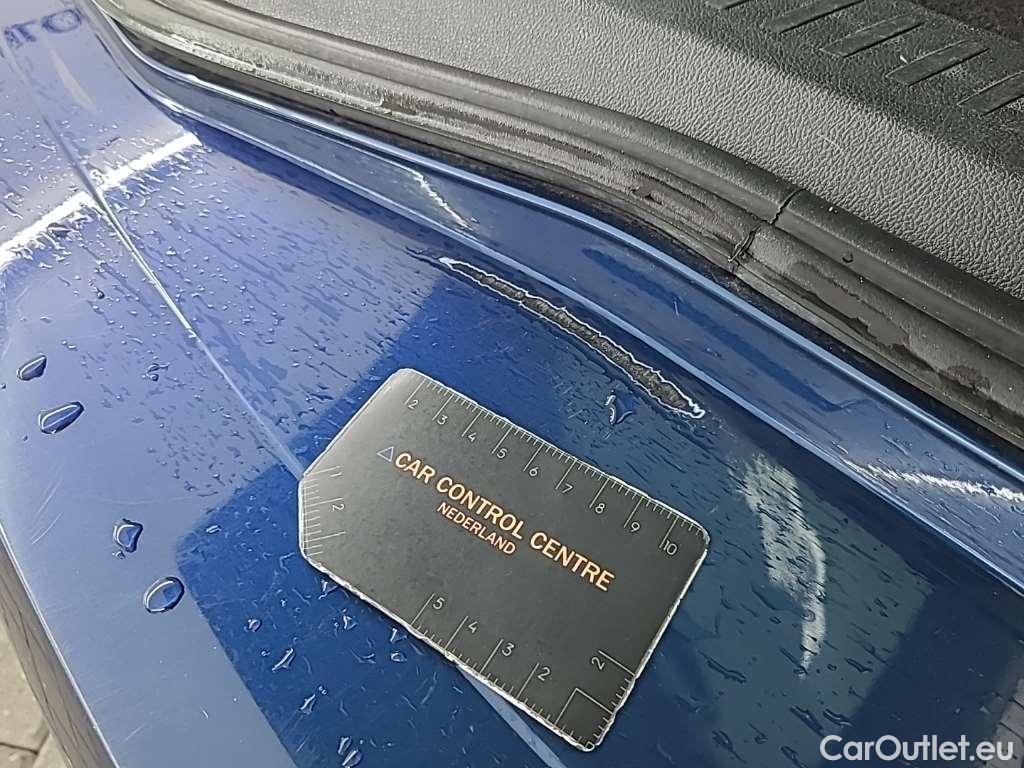 2 3 4 5 6 7 8 9 10
2
CAR CONTROL CENTRE
NEDERLAND
5 4 3 2
2
CarOutlet.eu